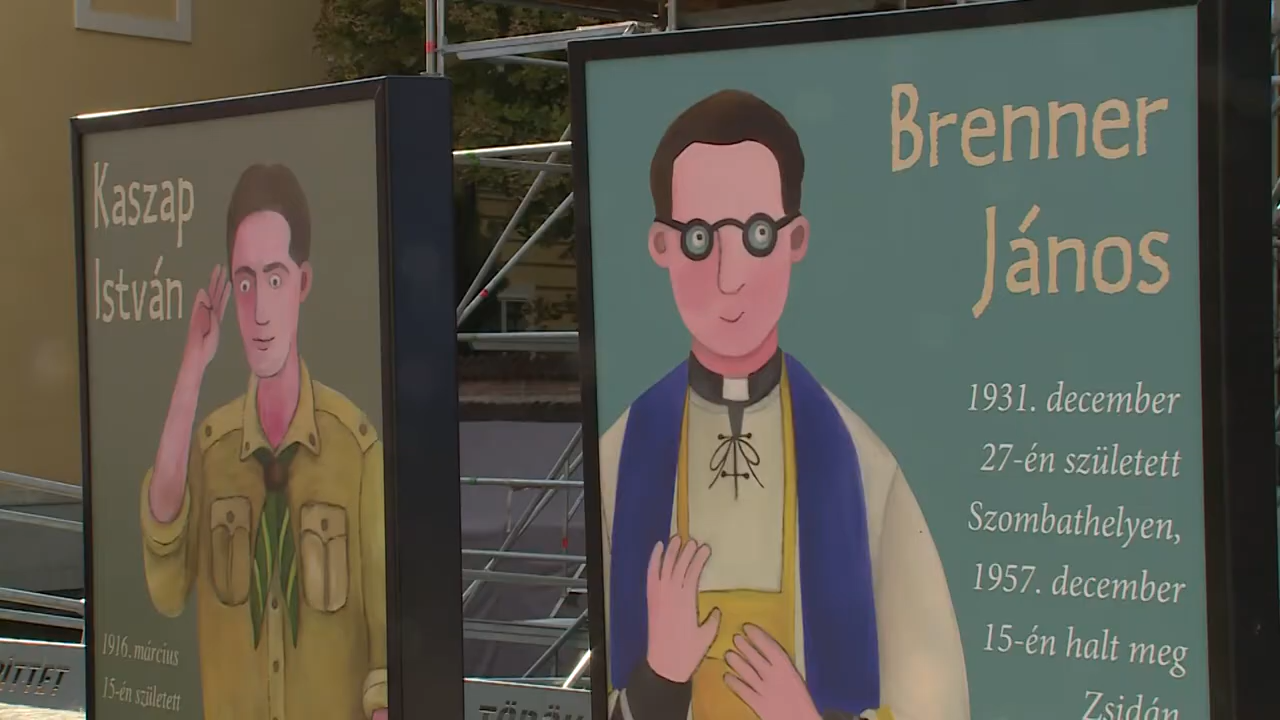 Kaszap
István
1916. március
15-én született
Brenner
János
1931. december
27-én született
Szombathelyen,
1957. december
15-én halt meg
Zsidán